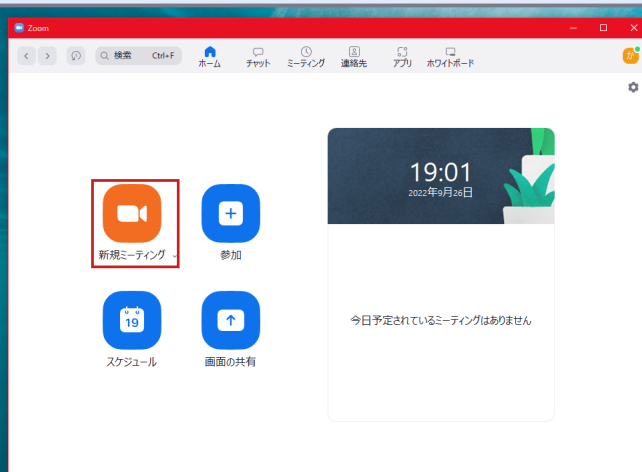 Zoom
検索 Ctrl+F
ホーム
チャット
ミーティング
連絡先
アプリ
ホワイトボード
が
19:01
2022年9月26日
新規ミーティング
参加
19
スケジュール
画面の共有
今日予定されているミーティングはありません